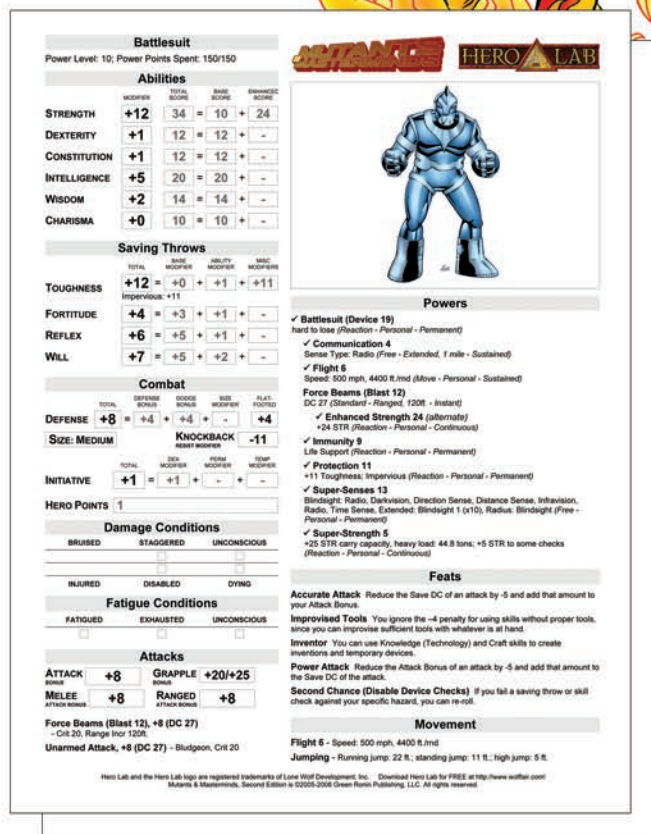 Battlesuit
Power Level: 10; Power Points Spent: 150/150
Abilities
MODIFIER TOTAL SCORE BASE SCORE ENHANCED SCORE
STRENGTH +12 34 = 10 + 24
DEXTERITY +1 12 = 12 + -
CONSTITUTION +1 12 = 12 + -
INTELLIGENCE +5 20 = 20 + -
WISDOM +2 14 = 14 + -
CHARISMA +0 10 = 10 + -
Saving Throws
TOTAL BASE MODIFIER ABILITY MODIFIER MISC MODIFIERS
TOUGHNESS +12 = +0 + +1 + +11
Impervious: +11
FORTITUDE +4 = +3 + +1 + -
REFLEX +6 = +5 + +1 + -
WILL +7 = +5 + +2 + -
Combat
TOTAL DEFENSE BONUS DODGE BONUS SIZE MODIFIER FLAT-FOOTED
DEFENSE +8 = +4 + +4 + - +4
SIZE: MEDIUM KNOCKBACK RESIST MODIFIER -11
TOTAL DEX MODIFIER PERM MODIFIER TEMP MODIFIER
INITIATIVE +1 = +1 + - + -
HERO POINTS 1
Damage Conditions
BRUISED STAGGERED UNCONSCIOUS
INJURED DISABLED DYING
Fatigue Conditions
FATIGUED EXHAUSTED UNCONSCIOUS
Attacks
ATTACK BONUS +8 GRAPPLE BONUS +20/+25
MELEE ATTACK BONUS +8 RANGED ATTACK BONUS +8
Force Beams (Blast 12), +8 (DC 27)
- Crit 20, Range Incr 120ft.
Unarmed Attack, +8 (DC 27) - Bludgeon, Crit 20
MUTANTS & MASTERMINDS
HERO LAB
Powers
✓ Battlesuit (Device 19)
hard to lose (Reaction - Personal - Permanent)
✓ Communication 4
Sense Type: Radio (Free - Extended, 1 mile - Sustained)
✓ Flight 6
Speed: 500 mph, 4400 ft./rnd (Move - Personal - Sustained)
Force Beams (Blast 12)
DC 27 (Standard - Ranged, 120ft. - Instant)
✓ Enhanced Strength 24 (alternate)
+24 STR (Reaction - Personal - Continuous)
✓ Immunity 9
Life Support (Reaction - Personal - Permanent)
✓ Protection 11
+11 Toughness; Impervious (Reaction - Personal - Permanent)
✓ Super-Senses 13
Blindsight: Radio, Darkvision, Direction Sense, Distance Sense, Infravision,
Radio, Time Sense, Extended: Blindsight 1 (x10), Radius: Blindsight (Free -
Personal - Permanent)
✓ Super-Strength 5
+25 STR carry capacity, heavy load: 44.8 tons; +5 STR to some checks
(Reaction - Personal - Continuous)
Feats
Accurate Attack Reduce the Save DC of an attack by -5 and add that amount to
your Attack Bonus.
Improvised Tools You ignore the –4 penalty for using skills without proper tools,
since you can improvise sufficient tools with whatever is at hand.
Inventor You can use Knowledge (Technology) and Craft skills to create
inventions and temporary devices.
Power Attack Reduce the Attack Bonus of an attack by -5 and add that amount to
the Save DC of the attack.
Second Chance (Disable Device Checks) If you fail a saving throw or skill
check against your specific hazard, you can re-roll.
Movement
Flight 6 - Speed: 500 mph, 4400 ft./rnd
Jumping - Running jump: 22 ft.; standing jump: 11 ft.; high jump: 5 ft.
Hero Lab and the Hero Lab logo are registered trademarks of Lone Wolf Development, Inc. Download Hero Lab for FREE at http://www.wolflair.com!
Mutants & Masterminds, Second Edition is ©2005-2008 Green Ronin Publishing, LLC. All rights reserved.